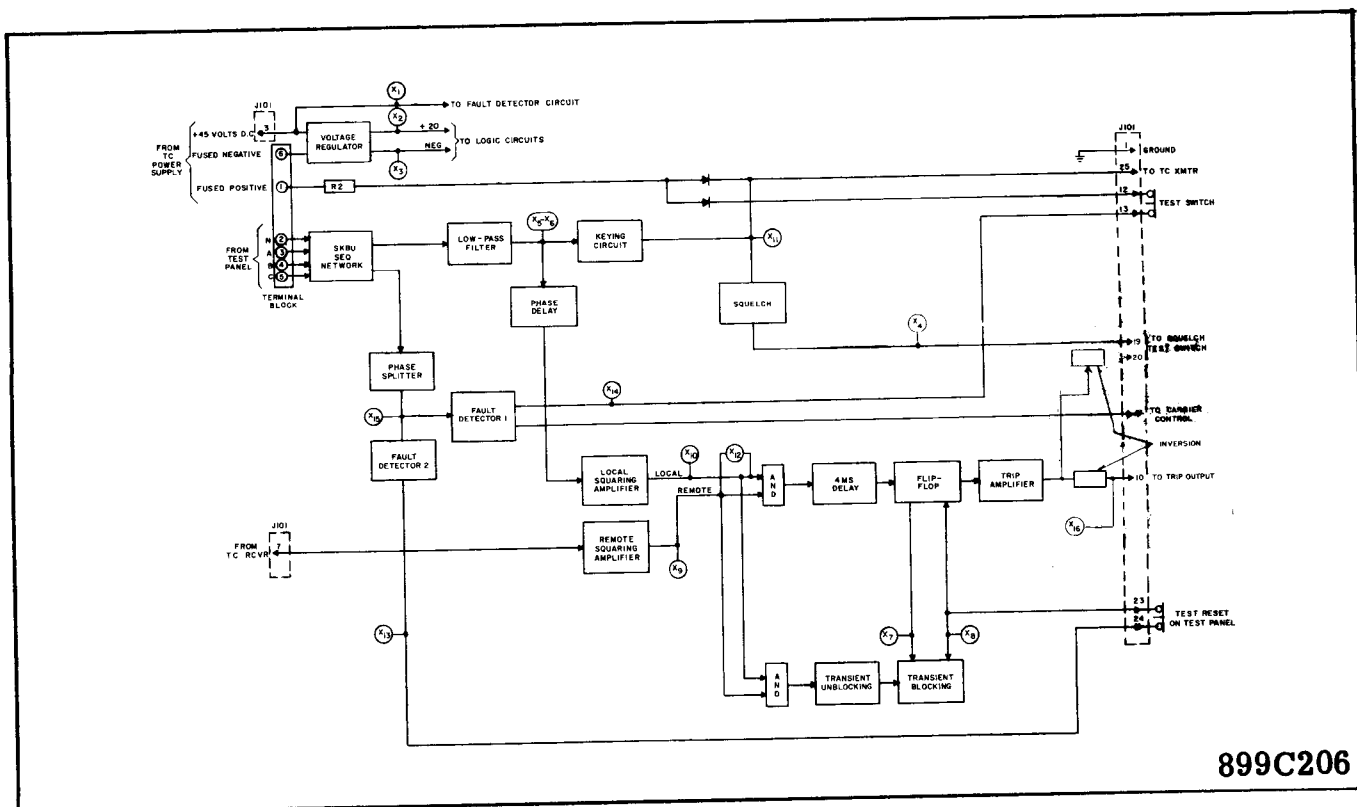 J101
3
+45 VOLTS D.C
FROM
TC
POWER
SUPPLY
FUSED NEGATIVE
6
FUSED POSITIVE
1
R2
VOLTAGE
REGULATOR
X1
TO FAULT DETECTOR CIRCUIT
X2
+ 20
NEG
TO LOGIC CIRCUITS
X3
J101
1
GROUND
25
TO TC XMTR
12
13
TEST SWITCH
FROM
TEST
PANEL
N
A
B
C
2
3
4
5
TERMINAL
BLOCK
SKBU
SEQ
NETWORK
LOW-PASS
FILTER
X5-X6
KEYING
CIRCUIT
X11
PHASE
DELAY
SQUELCH
X4
19
TO SQUELCH
TEST SWITCH
20
PHASE
SPLITTER
X15
FAULT
DETECTOR 1
X14
TO CARRIER
CONTROL
INVERSION
FAULT
DETECTOR 2
LOCAL
SQUARING
AMPLIFIER
X10
LOCAL
X12
REMOTE
AND
4MS
DELAY
FLIP-
FLOP
TRIP
AMPLIFIER
10
TO TRIP OUTPUT
X16
J101
7
FROM
TC RCVR
REMOTE
SQUARING
AMPLIFIER
X9
X13
X7
X8
23
24
TEST RESET
ON TEST PANEL
AND
TRANSIENT
UNBLOCKING
TRANSIENT
BLOCKING
899C206